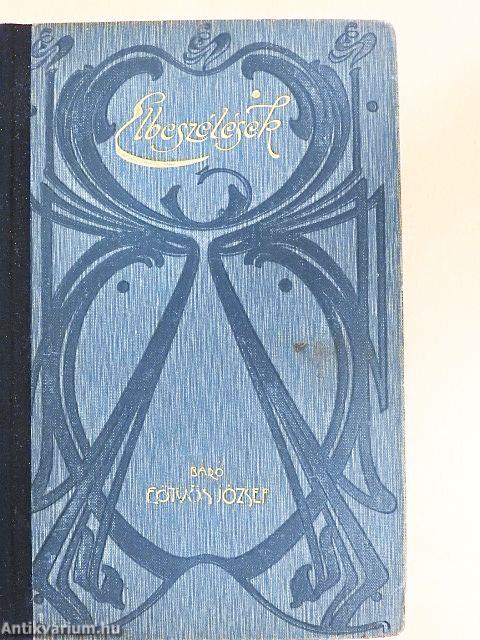 Elbeszélések
BÁRÓ
EÖTVÖS JÓZSEF
Antikvarium.hu